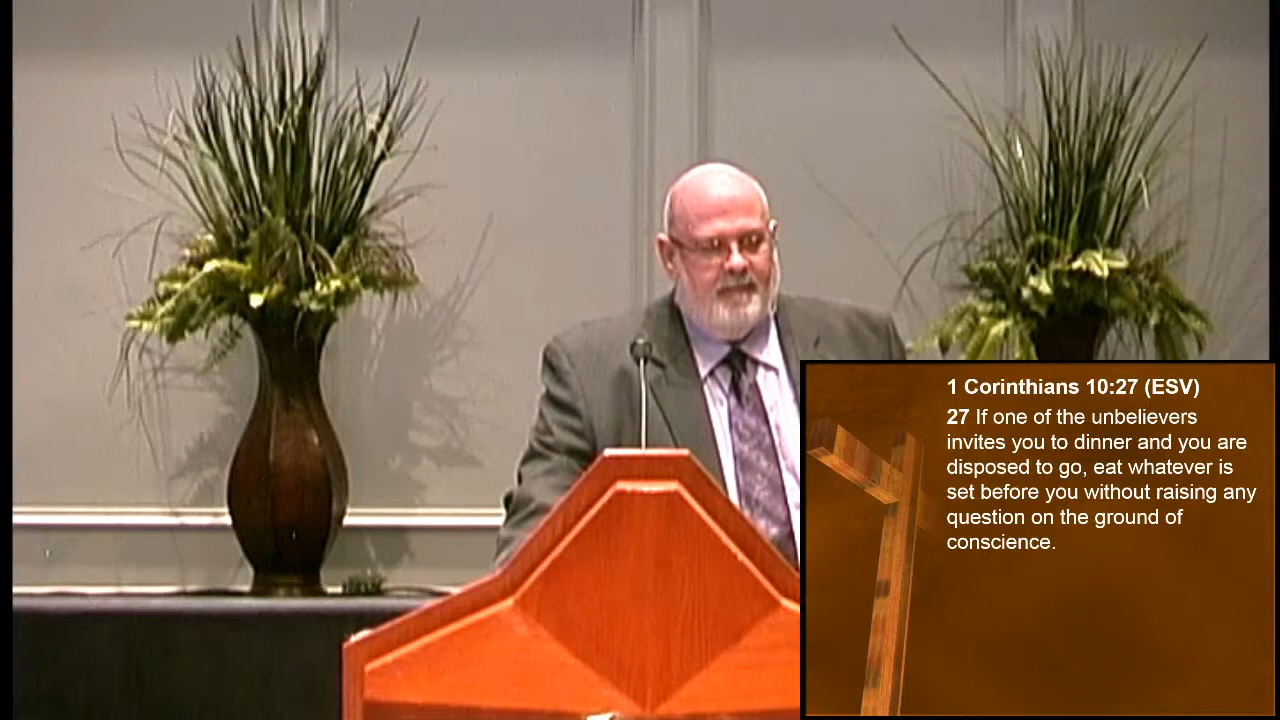 1 Corinthians 10:27 (ESV)
27 If one of the unbelievers
invites you to dinner and you are
disposed to go, eat whatever is
set before you without raising any
question on the ground of
conscience.